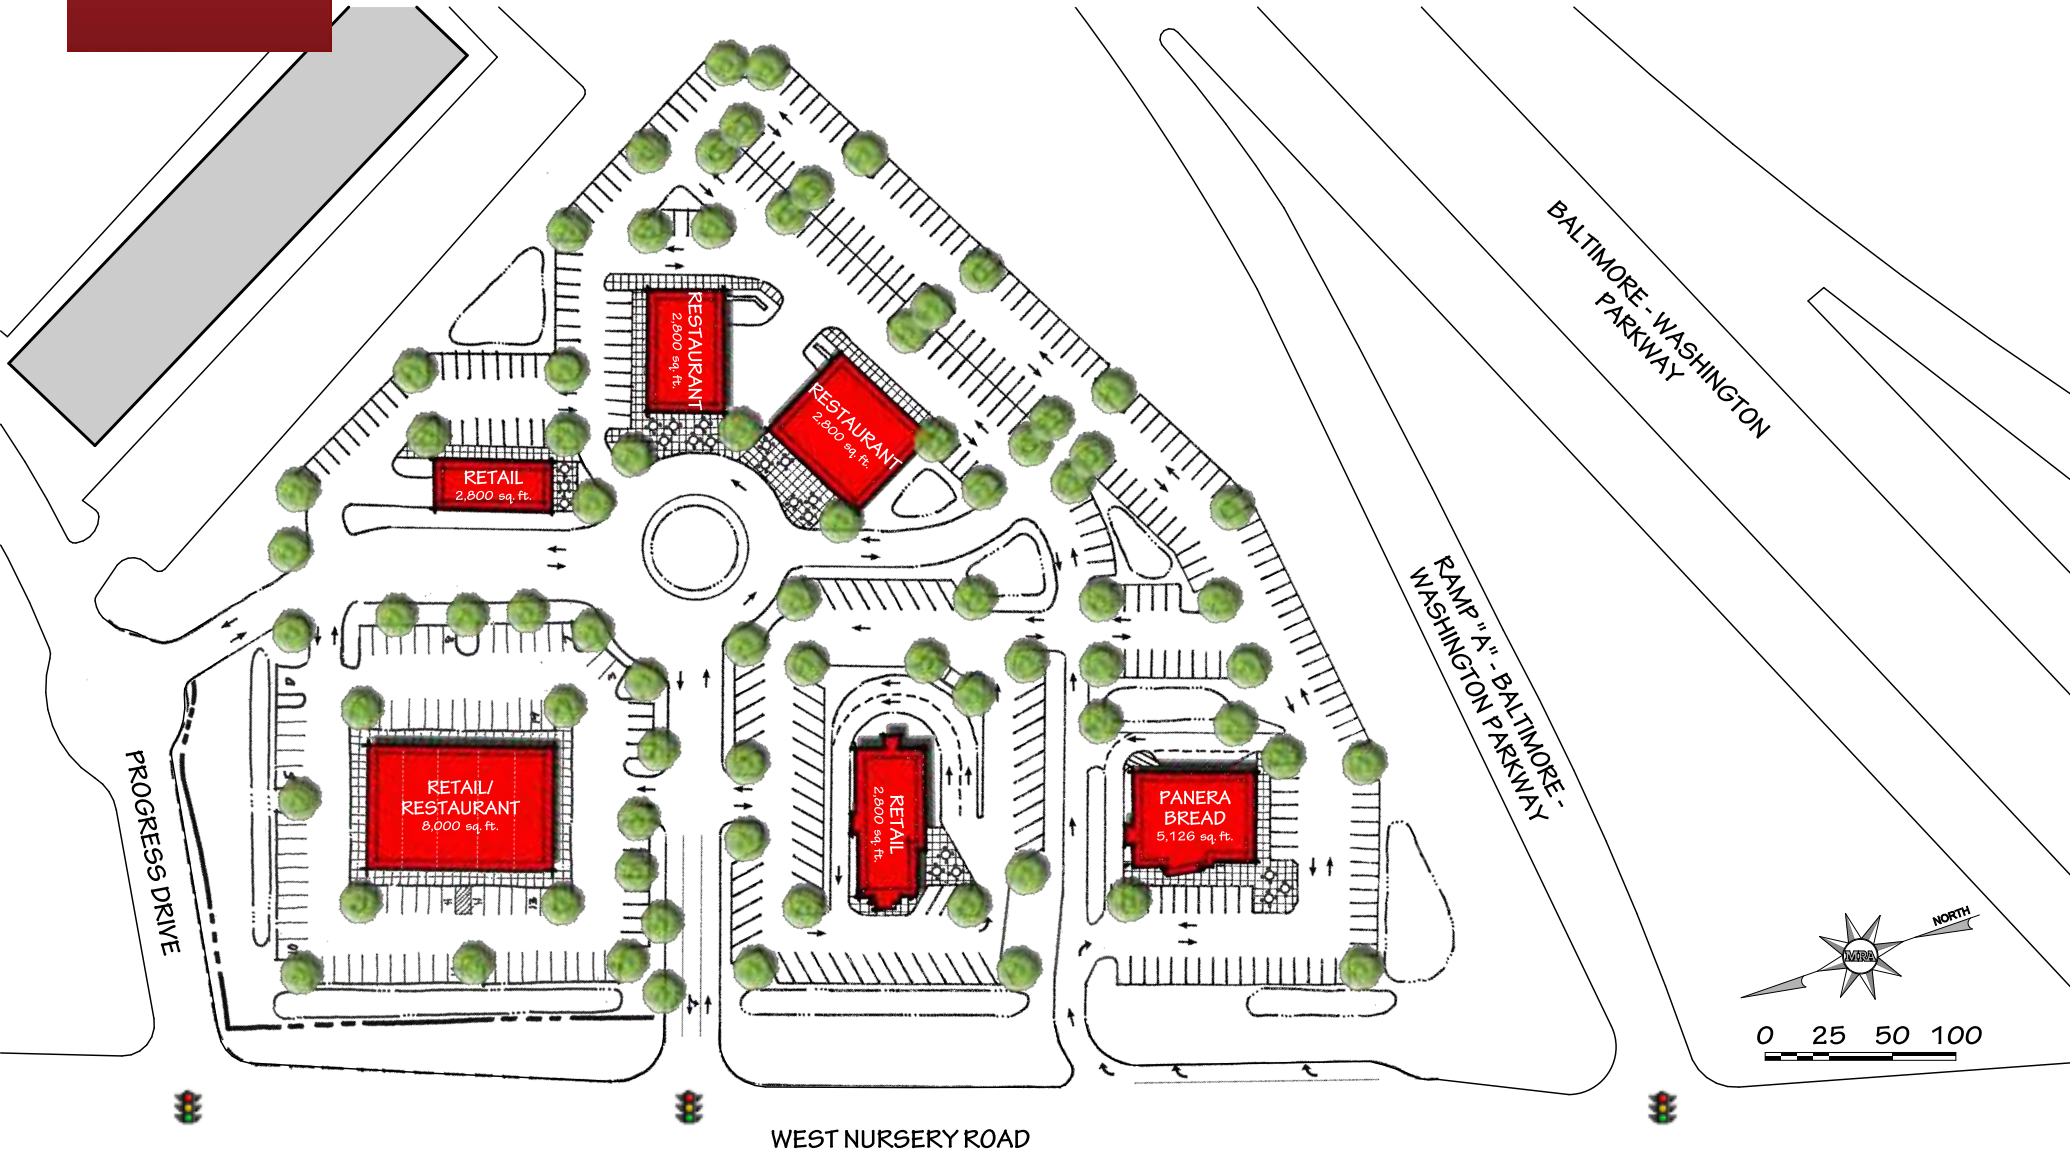 BALTIMORE - WASHINGTON
PARKWAY
RESTAURANT
2,800 sq. ft.
RESTAURANT
2,800 sq. ft.
RETAIL
2,800 sq. ft.
RAMP "A" - BALTIMORE -
WASHINGTON PARKWAY
RETAIL/
RESTAURANT
8,000 sq. ft.
RETAIL
2,800 sq. ft.
PANERA
BREAD
5,126 sq. ft.
PROGRESS DRIVE
NORTH
MRA
0 25 50 100
WEST NURSERY ROAD